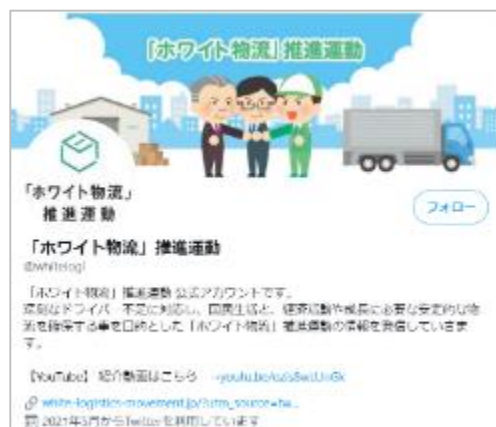 「ホワイト物流」推進運動
「ホワイト物流」
推進運動
フォロー
「ホワイト物流」推進運動
@whitelogi
「ホワイト物流」推進運動 公式アカウントです。
深刻なドライバー不足に対応し、国民生活と、経済活動や成長に必要な安定的な物
流を確保する事を目的とした「ホワイト物流」推進運動の情報を発信していきま
す。
【YouTube】 紹介動画はこちら
white-logistics-movement.jp/?utm_source=tw...
2021年5月からTwitterを利用しています